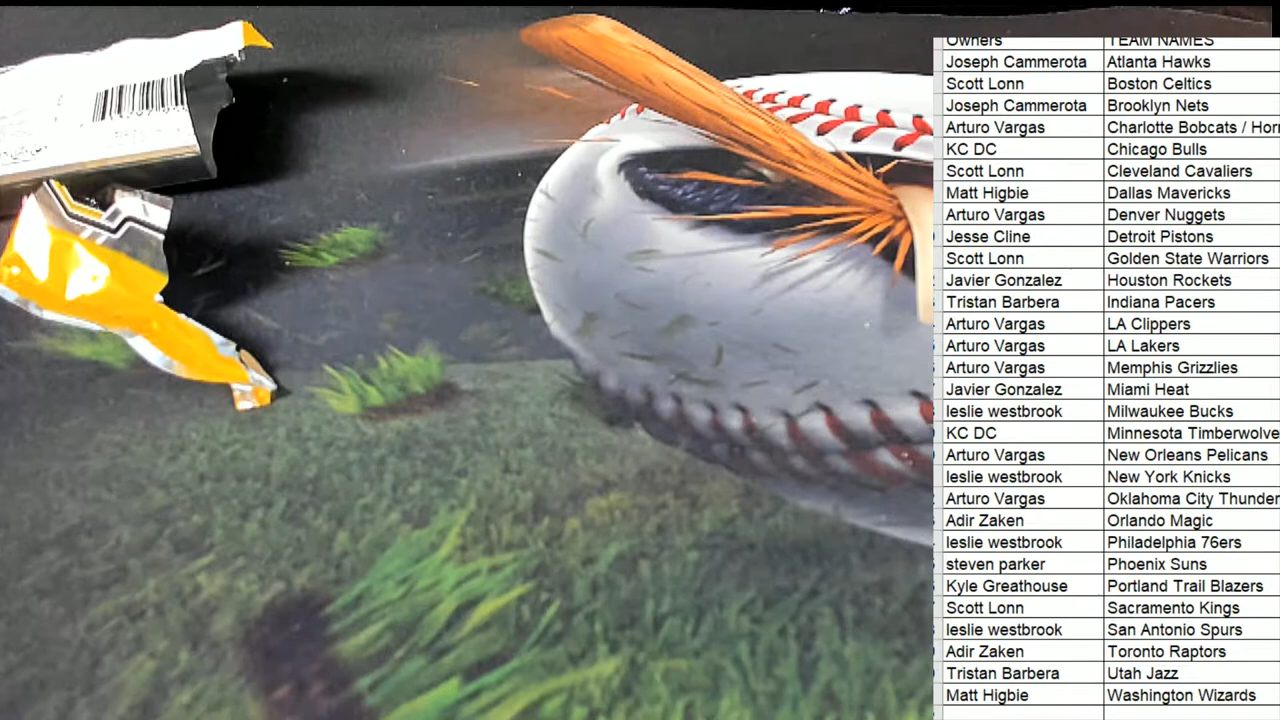 Owners TEAM NAMES
Joseph Cammerota Atlanta Hawks
Scott Lonn Boston Celtics
Joseph Cammerota Brooklyn Nets
Arturo Vargas Charlotte Bobcats / Hor
KC DC Chicago Bulls
Scott Lonn Cleveland Cavaliers
Matt Higbie Dallas Mavericks
Arturo Vargas Denver Nuggets
Jesse Cline Detroit Pistons
Scott Lonn Golden State Warriors
Javier Gonzalez Houston Rockets
Tristan Barbera Indiana Pacers
Arturo Vargas LA Clippers
Arturo Vargas LA Lakers
Arturo Vargas Memphis Grizzlies
Javier Gonzalez Miami Heat
leslie westbrook Milwaukee Bucks
KC DC Minnesota Timberwolve
Arturo Vargas New Orleans Pelicans
leslie westbrook New York Knicks
Arturo Vargas Oklahoma City Thunder
Adir Zaken Orlando Magic
leslie westbrook Philadelphia 76ers
steven parker Phoenix Suns
Kyle Greathouse Portland Trail Blazers
Scott Lonn Sacramento Kings
leslie westbrook San Antonio Spurs
Adir Zaken Toronto Raptors
Tristan Barbera Utah Jazz
Matt Higbie Washington Wizards